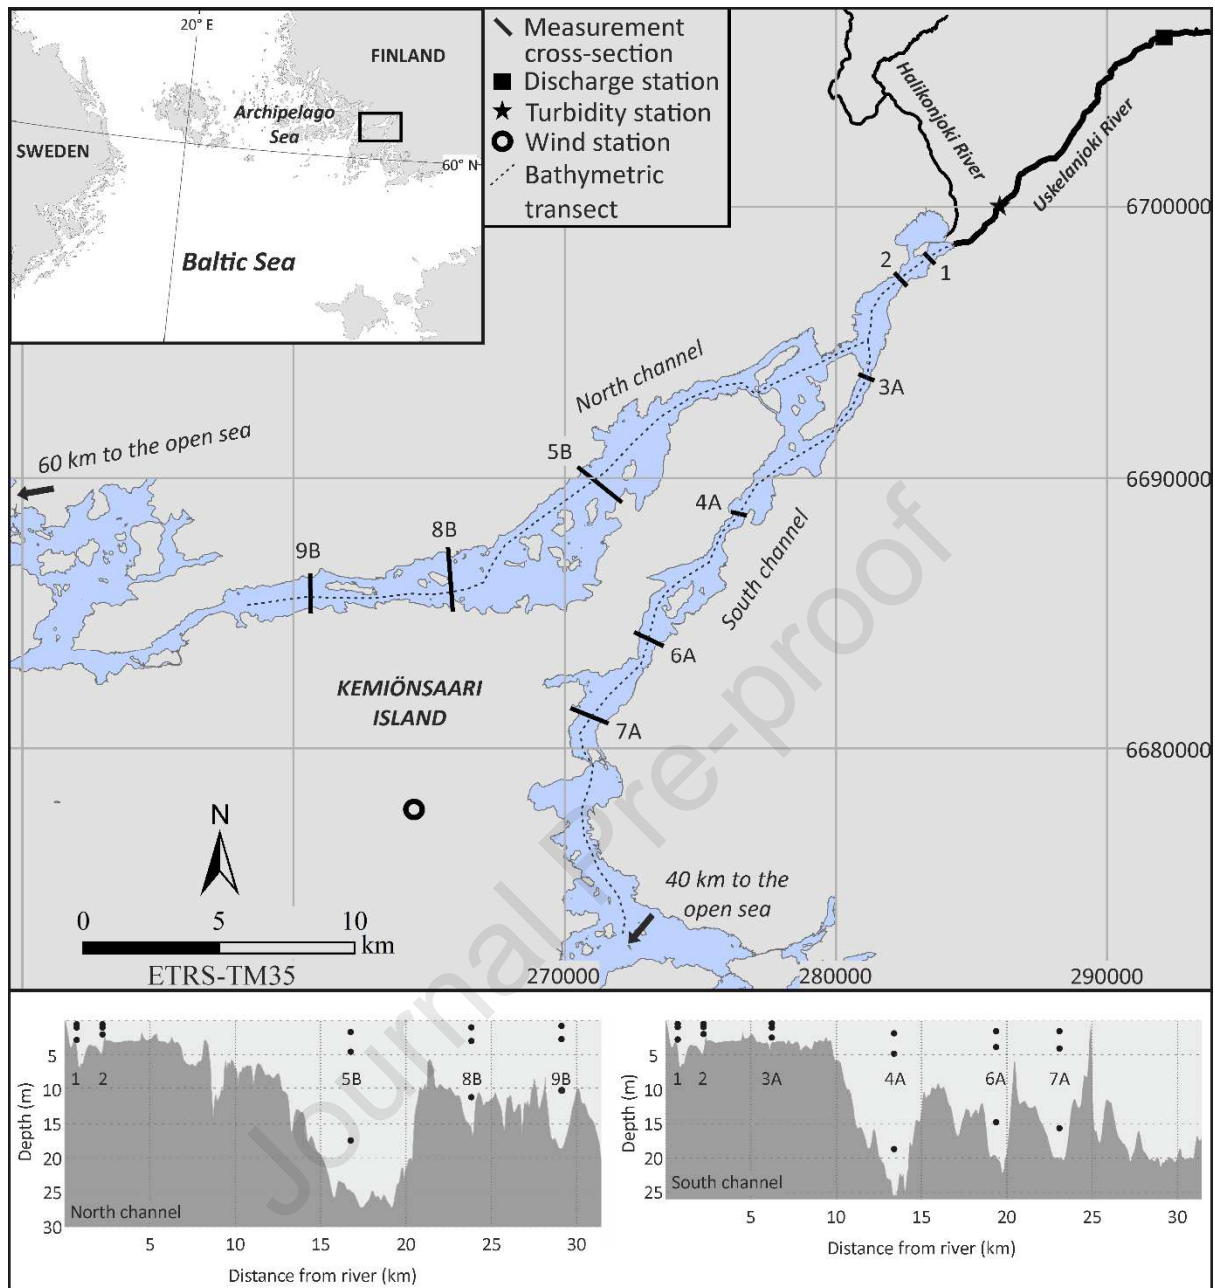 20° E
FINLAND
Archipelago
Sea
SWEDEN
60° N
Baltic Sea
Measurement
cross-section
Discharge station
Turbidity station
Wind station
Bathymetric
transect
Halikonjoki River
Uskelanjoki River
6700000
2
1
North channel
3A
60 km to the open sea
5B
6690000
4A
8B
South channel
9B
6A
KEMIÖNSAARI
ISLAND
7A
6680000
N
40 km to the
open sea
0 5 10
km
ETRS-TM35
270000 280000 290000
Journal Pre-proof
Depth (m)
5
10
15
20
25
30
1 2 5B 8B 9B
North channel
5 10 15 20 25 30
Distance from river (km)
Depth (m)
5
10
15
20
25
1 2 3A 4A 6A 7A
South channel
5 10 15 20 25 30
Distance from river (km)